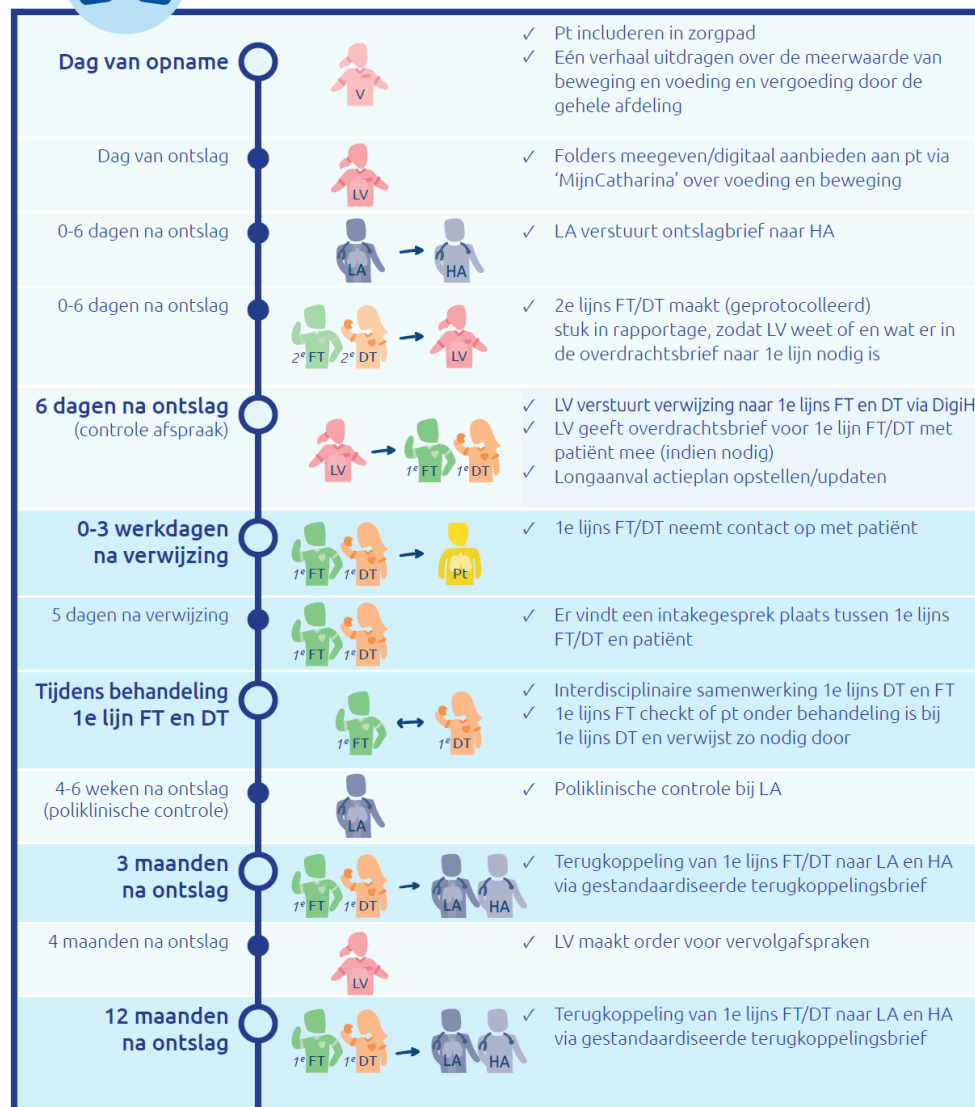 Dag van opname
V
✓ Pt includeren in zorgpad
✓ Eén verhaal uitdragen over de meerwaarde van
beweging en voeding en vergoeding door de
gehele afdeling
Dag van ontslag
LV
✓ Folders meegeven/digitaal aanbieden aan pt via
‘MijnCatharina’ over voeding en beweging
0-6 dagen na ontslag
LA HA
✓ LA verstuurt ontslagbrief naar HA
0-6 dagen na ontslag
2e FT 2e DT LV
✓ 2e lijns FT/DT maakt (geprotocolleerd)
stuk in rapportage, zodat LV weet of en wat er in
de overdrachtsbrief naar 1e lijn nodig is
6 dagen na ontslag
(controle afspraak)
LV 1e FT 1e DT
✓ LV verstuurt verwijzing naar 1e lijns FT en DT via DigiH
✓ LV geeft overdrachtsbrief voor 1e lijn FT/DT met
patiënt mee (indien nodig)
✓ Longaanval actieplan opstellen/updaten
0-3 werkdagen
na verwijzing
1e FT 1e DT Pt
✓ 1e lijns FT/DT neemt contact op met patiënt
5 dagen na verwijzing
1e FT 1e DT
✓ Er vindt een intakegesprek plaats tussen 1e lijns
FT/DT en patiënt
Tijdens behandeling
1e lijn FT en DT
1e FT 1e DT
✓ Interdisciplinaire samenwerking 1e lijns DT en FT
✓ 1e lijns FT checkt of pt onder behandeling is bij
1e lijns DT en verwijst zo nodig door
4-6 weken na ontslag
(poliklinische controle)
LA
✓ Poliklinische controle bij LA
3 maanden
na ontslag
1e FT 1e DT LA HA
✓ Terugkoppeling van 1e lijns FT/DT naar LA en HA
via gestandaardiseerde terugkoppelingsbrief
4 maanden na ontslag
LV
✓ LV maakt order voor vervolgafspraken
12 maanden
na ontslag
1e FT 1e DT LA HA
✓ Terugkoppeling van 1e lijns FT/DT naar LA en HA
via gestandaardiseerde terugkoppelingsbrief